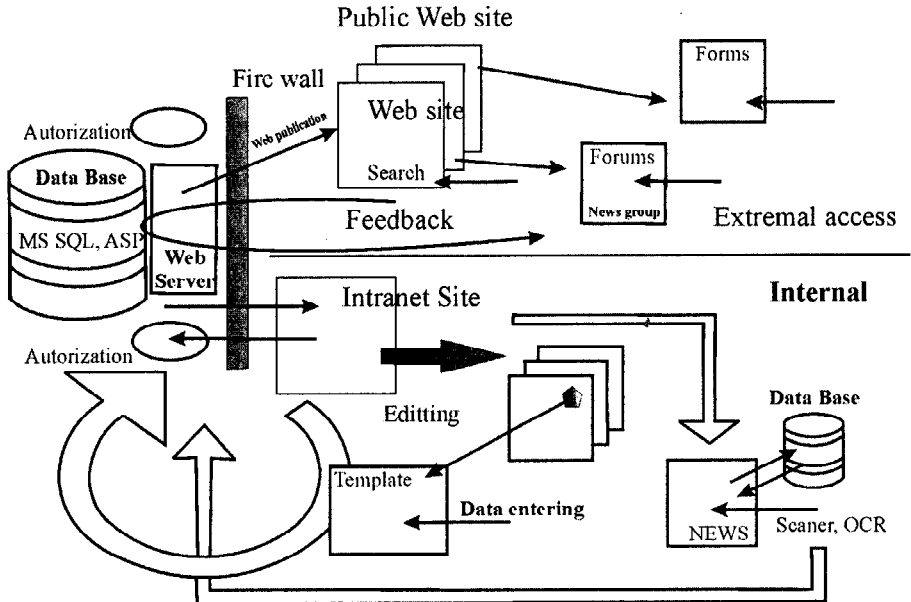 Public Web site
Forms
Fire wall
Web site
Autorization
Web publication
Data Base
Search
Forums
News group
Feedback
Extremal access
MS SQL, ASP
Web
Server
Intranet Site
Internal
Autorization
Editting
Data Base
Template
Data entering
NEWS
Scaner, OCR